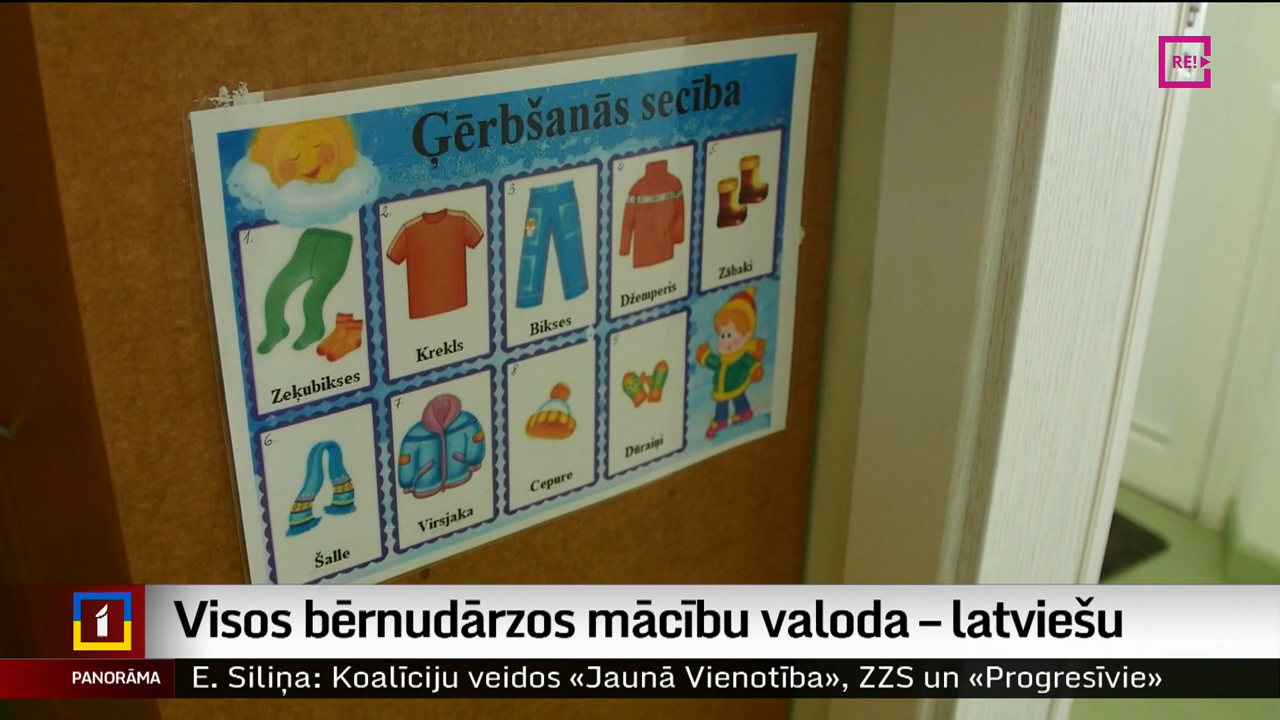 RE!
Ģērbšanās secība
1.
2.
3.
4
5.
Zeķubikses
Krekls
Bikses
Džemperis
Zābaki
6.
7.
8
9
Šalle
Virsjaka
Cepure
Dūraiņi
1
Visos bērnudārzos mācību valoda – latviešu
PANORĀMA
E. Siliņa: Koalīciju veidos «Jaunā Vienotība», ZZS un «Progresīvie»